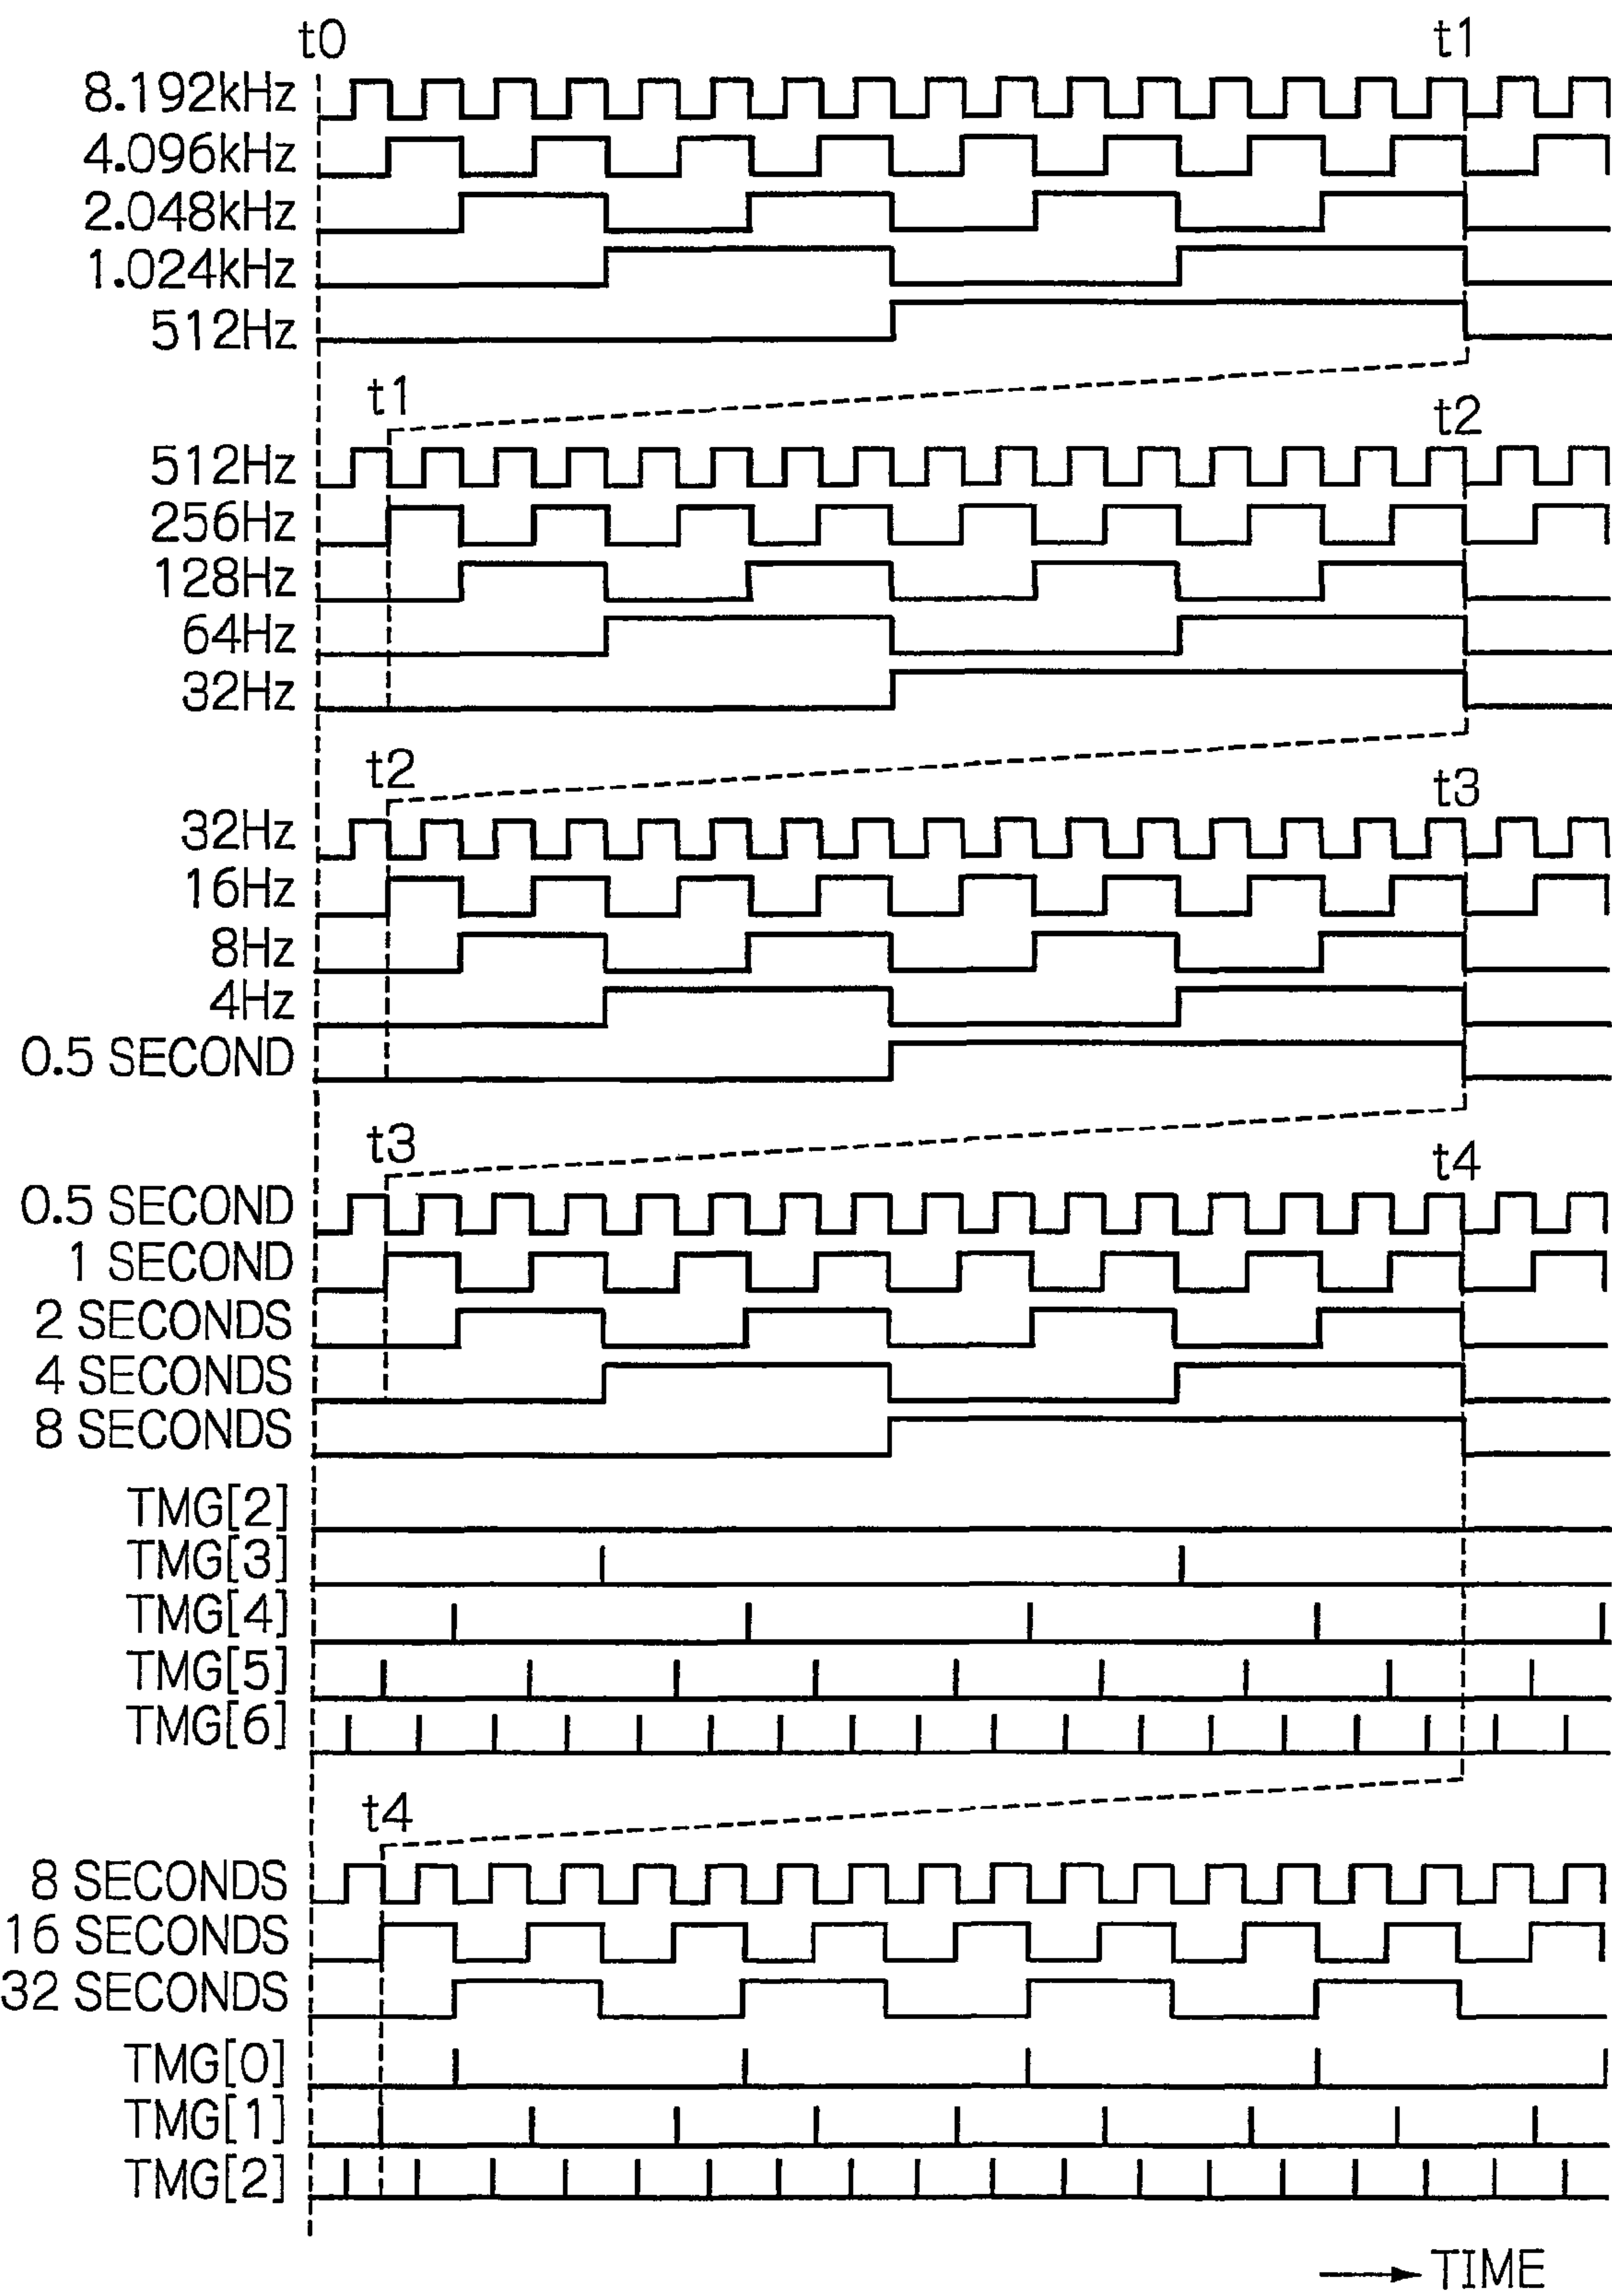 t0 t1
8.192kHz
4.096kHz
2.048kHz
1.024kHz
512Hz
t1 t2
512Hz
256Hz
128Hz
64Hz
32Hz
t2 t3
32Hz
16Hz
8Hz
4Hz
0.5 SECOND
t3 t4
0.5 SECOND
1 SECOND
2 SECONDS
4 SECONDS
8 SECONDS
TMG[2]
TMG[3]
TMG[4]
TMG[5]
TMG[6]
t4
8 SECONDS
16 SECONDS
32 SECONDS
TMG[0]
TMG[1]
TMG[2]
TIME